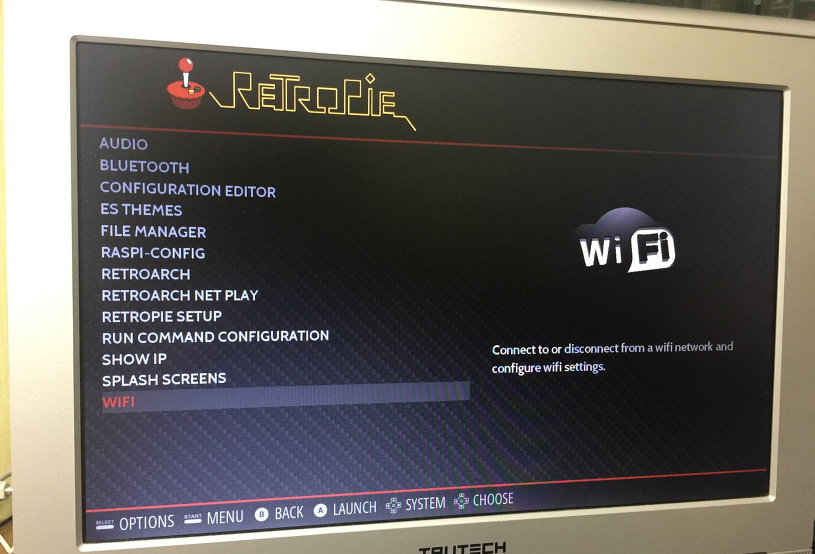 RETROPIE
AUDIO
BLUETOOTH
CONFIGURATION EDITOR
ES THEMES
FILE MANAGER
RASPI-CONFIG
RETROARCH
RETROARCH NET PLAY
RETROPIE SETUP
RUN COMMAND CONFIGURATION
SHOW IP
SPLASH SCREENS
WIFI
Wi Fi
Connect to or disconnect from a wifi network and
configure wifi settings.
SELECT OPTIONS START MENU B BACK A LAUNCH SYSTEM CHOOSE
TRUTECH